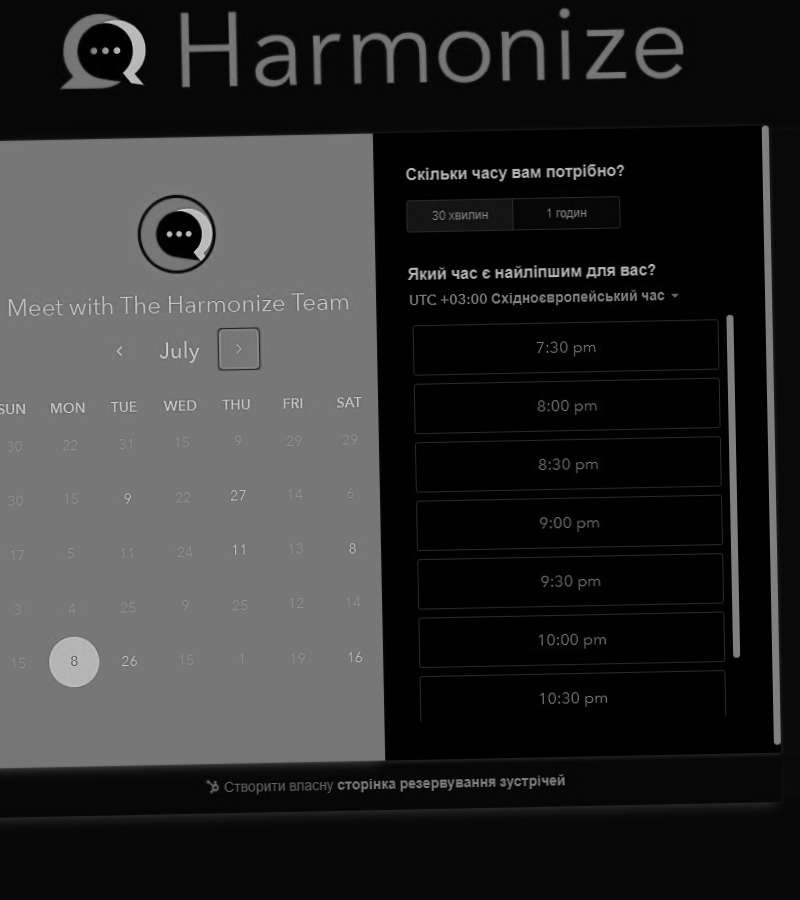 Harmonize
Meet with The Harmonize Team
July
SUN MON TUE WED THU FRI SAT
30 22 31 15 9 29 29
30 15 9 22 27 14 6
17 5 11 24 11 13 8
3 4 25 9 25 12 14
15 8 26 15 1 19 16
Скільки часу вам потрібно?
30 хвилин 1 годин
Який час є найліпшим для вас?
UTC +03:00 Східноєвропейський час
7:30 pm
8:00 pm
8:30 pm
9:00 pm
9:30 pm
10:00 pm
10:30 pm
Створити власну сторінка резервування зустрічей